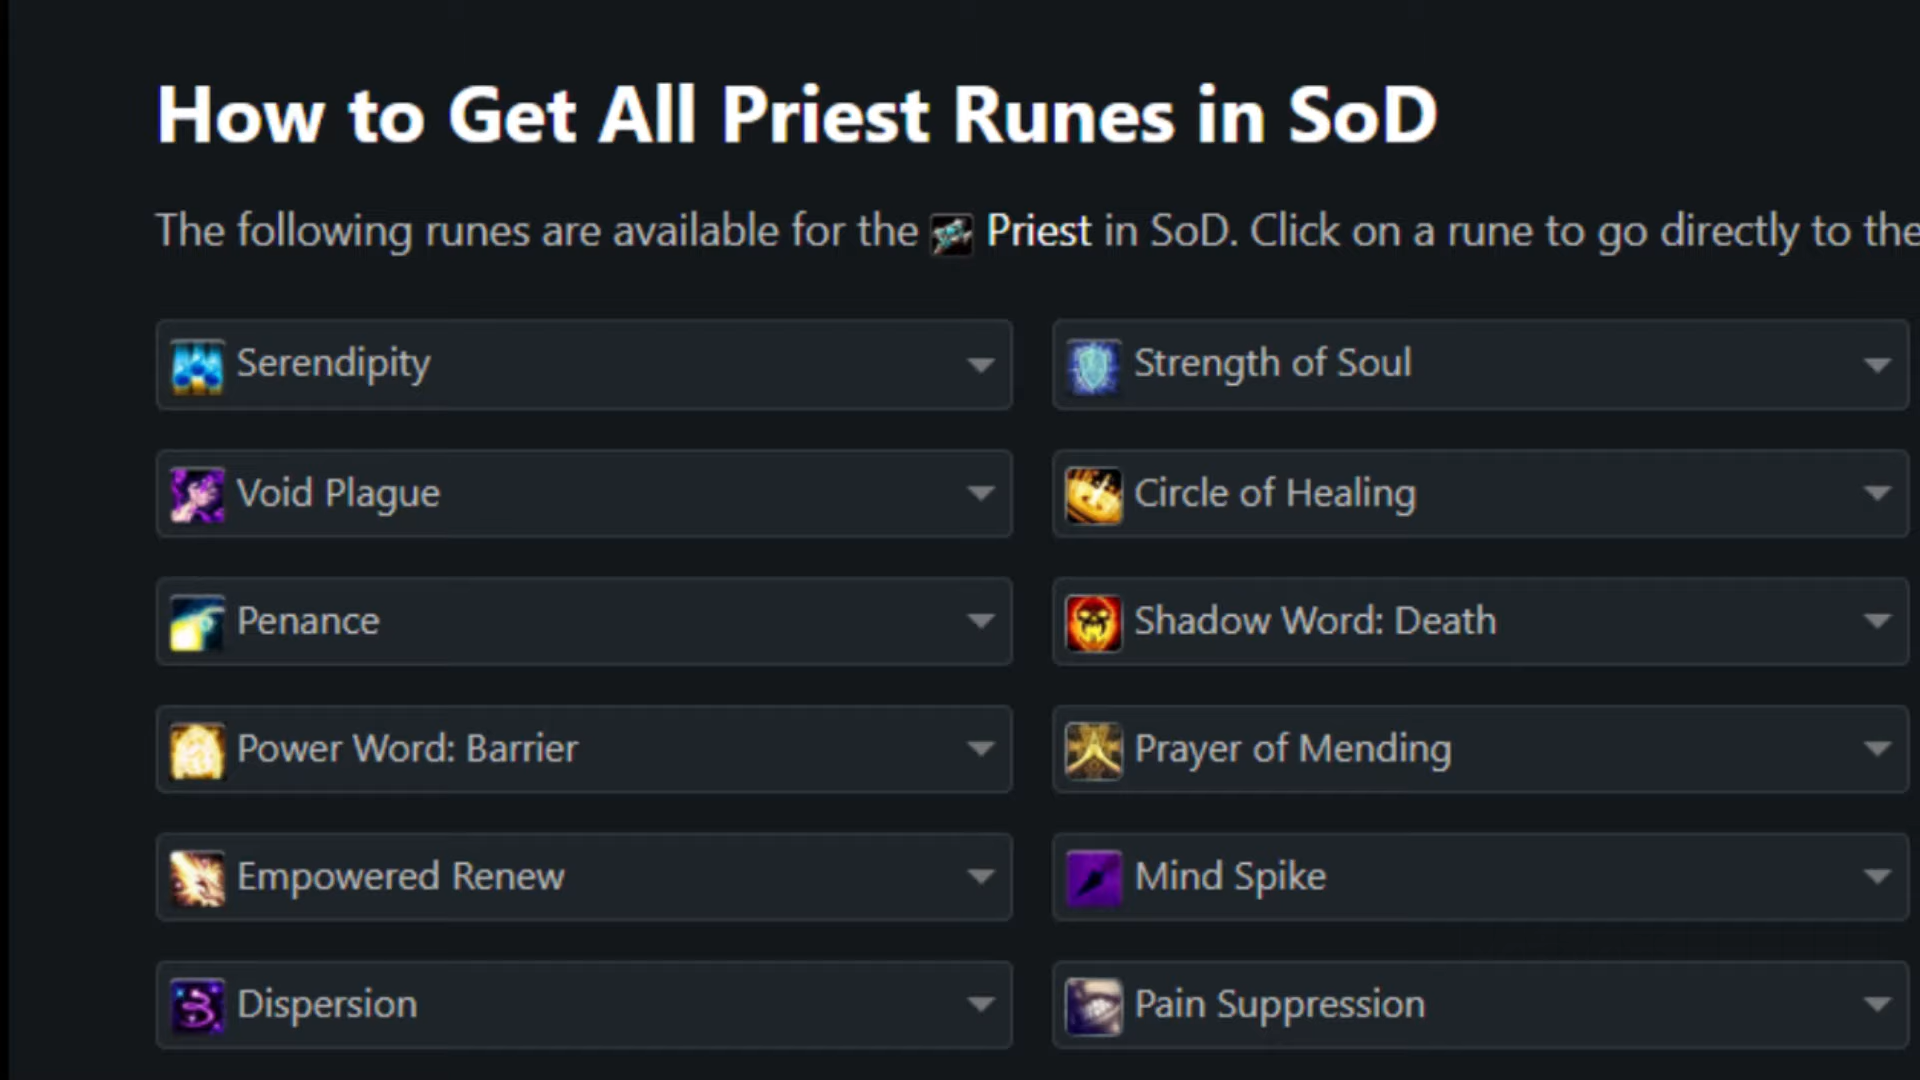 How to Get All Priest Runes in SoD
The following runes are available for the Priest in SoD. Click on a rune to go directly to the
Serendipity
Strength of Soul
Void Plague
Circle of Healing
Penance
Shadow Word: Death
Power Word: Barrier
Prayer of Mending
Empowered Renew
Mind Spike
Dispersion
Pain Suppression